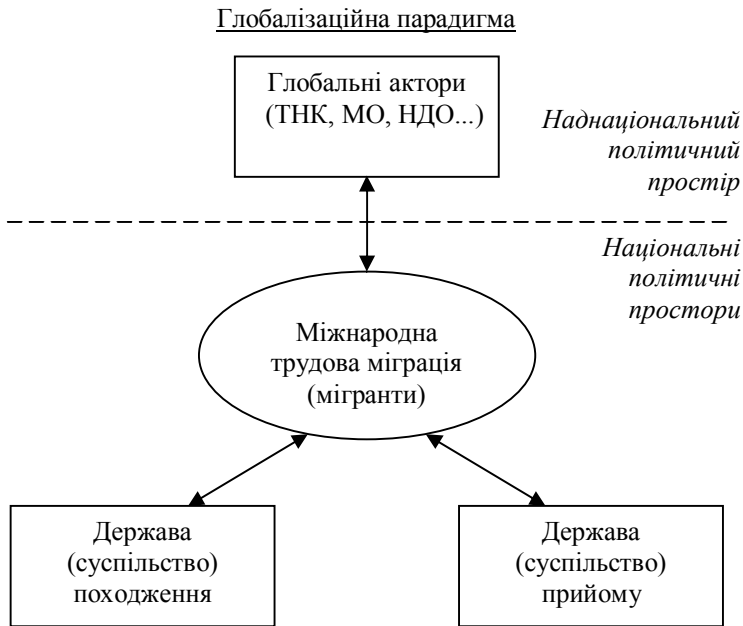 Глобалізаційна парадигма
Глобальні актори
(ТНК, МО, НДО...)
Наднаціональний
політичний
простір
Національні
політичні
простори
Міжнародна
трудова міграція
(мігранти)
Держава
(суспільство)
походження
Держава
(суспільство)
прийому